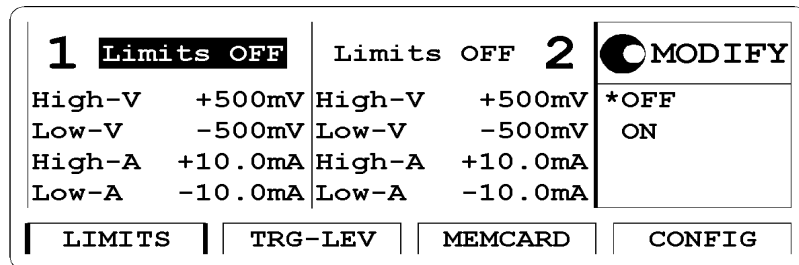 1 Limits OFF Limits OFF 2 MODIFY
High-V +500mV High-V +500mV *OFF
Low-V -500mV Low-V -500mV ON
High-A +10.0mA High-A +10.0mA
Low-A -10.0mA Low-A -10.0mA
LIMITS TRG-LEV MEMCARD CONFIG